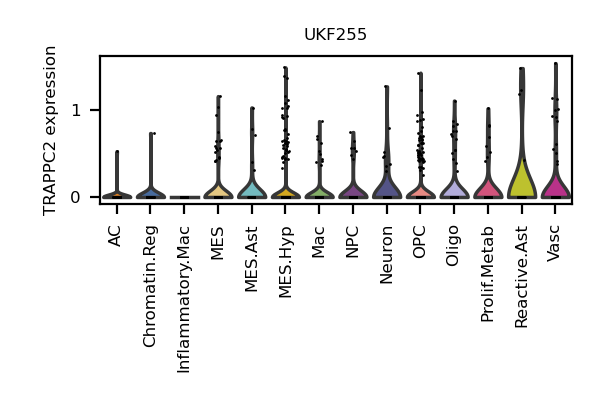 UKF255
TRAPPC2 expression
1
0
AC
Chromatin.Reg
Inflammatory.Mac
MES
MES.Ast
MES.Hyp
Mac
NPC
Neuron
OPC
Oligo
Prolif.Metab
Reactive.Ast
Vasc